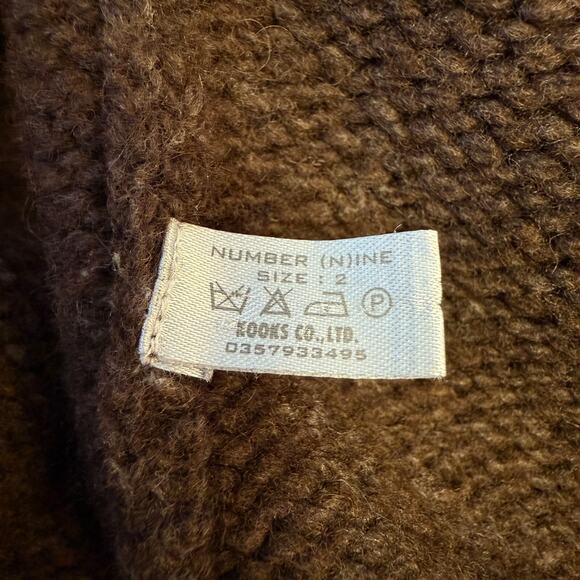 NUMBER (N)INE
SIZE : 2
P
KOOKS CO.,LTD.
0357933495